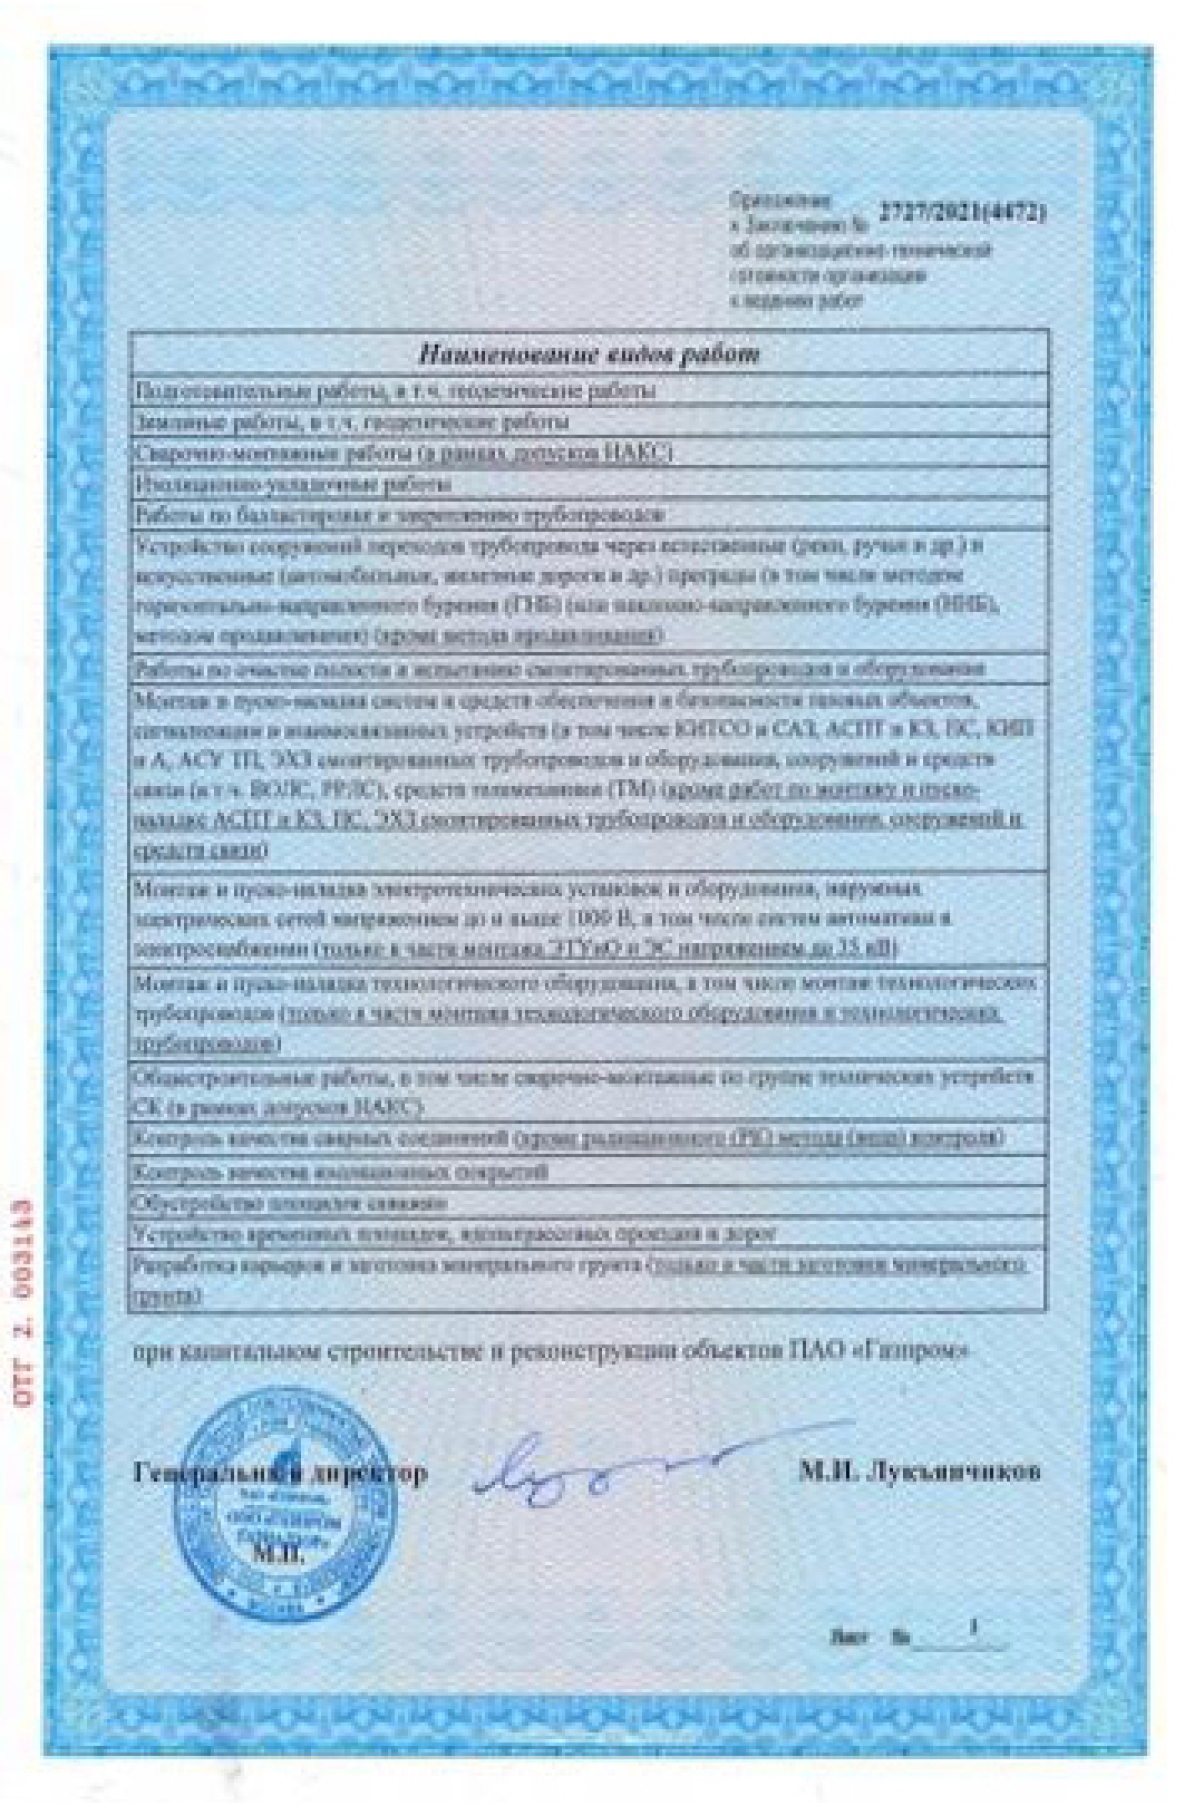 Приложение
к Заключению № 2727/2021(4472)
об организационно-технической
готовности организации
к ведению работ
Наименование видов работ
Подготовительные работы, в т.ч. геодезические работы
Земляные работы, в т.ч. геодезические работы
Сварочно-монтажные работы (в рамках допусков НАКС)
Изоляционно-укладочные работы
Работы по балластировке и закреплению трубопроводов
Устройство сооружений переходов трубопровода через естественные (реки, ручьи и др.) и
искусственные (автомобильные, железные дороги и др.) преграды (в том числе методом
горизонтально-направленного бурения (ГНБ) (или наклонно-направленного бурения (ННБ),
методом продавливания) (кроме метода продавливания)
Работы по очистке полости и испытанию смонтированных трубопроводов и оборудования
Монтаж и пуско-наладка систем и средств обеспечения и безопасности газовых объектов,
сигнализации и взаимосвязанных устройств (в том числе КИТСО и САЗ, АСПТ и КЗ, ПС, КИП
и А, АСУ ТП, ЭХЗ смонтированных трубопроводов и оборудования, сооружений и средств
связи (в т.ч. ВОЛС, РРЛС), средств телемеханики (ТМ) (кроме работ по монтажу и пуско-
наладке АСПТ и КЗ, ПС, ЭХЗ смонтированных трубопроводов и оборудования, сооружений и
средств связи)
Монтаж и пуско-наладка электротехнических установок и оборудования, наружных
электрических сетей напряжением до и выше 1000 В, в том числе систем автоматики и
электроснабжении (только в части монтажа ЭТУиО и ЭС напряжением до 35 кВ)
Монтаж и пуско-наладка технологического оборудования, в том числе монтаж технологических
трубопроводов (только в части монтажа технологического оборудования и технологических
трубопроводов)
Общестроительные работы, в том числе сварочно-монтажные по группе технических устройств
СК (в рамках допусков НАКС)
Контроль качества сварных соединений (кроме радиационного (РК) метода (вида) контроля)
Контроль качества изоляционных покрытий
Обустройство площадок скважин
Устройство временных площадок, вдольтрассовых проездов и дорог
Разработка карьеров и заготовка минерального грунта (только в части заготовки минерального
грунта)
при капитальном строительстве и реконструкции объектов ПАО «Газпром»
Генеральный директор М.И. Лукьянчиков
М.П.
МОСКВА
Лист № 1
ОТГ 2. 003143